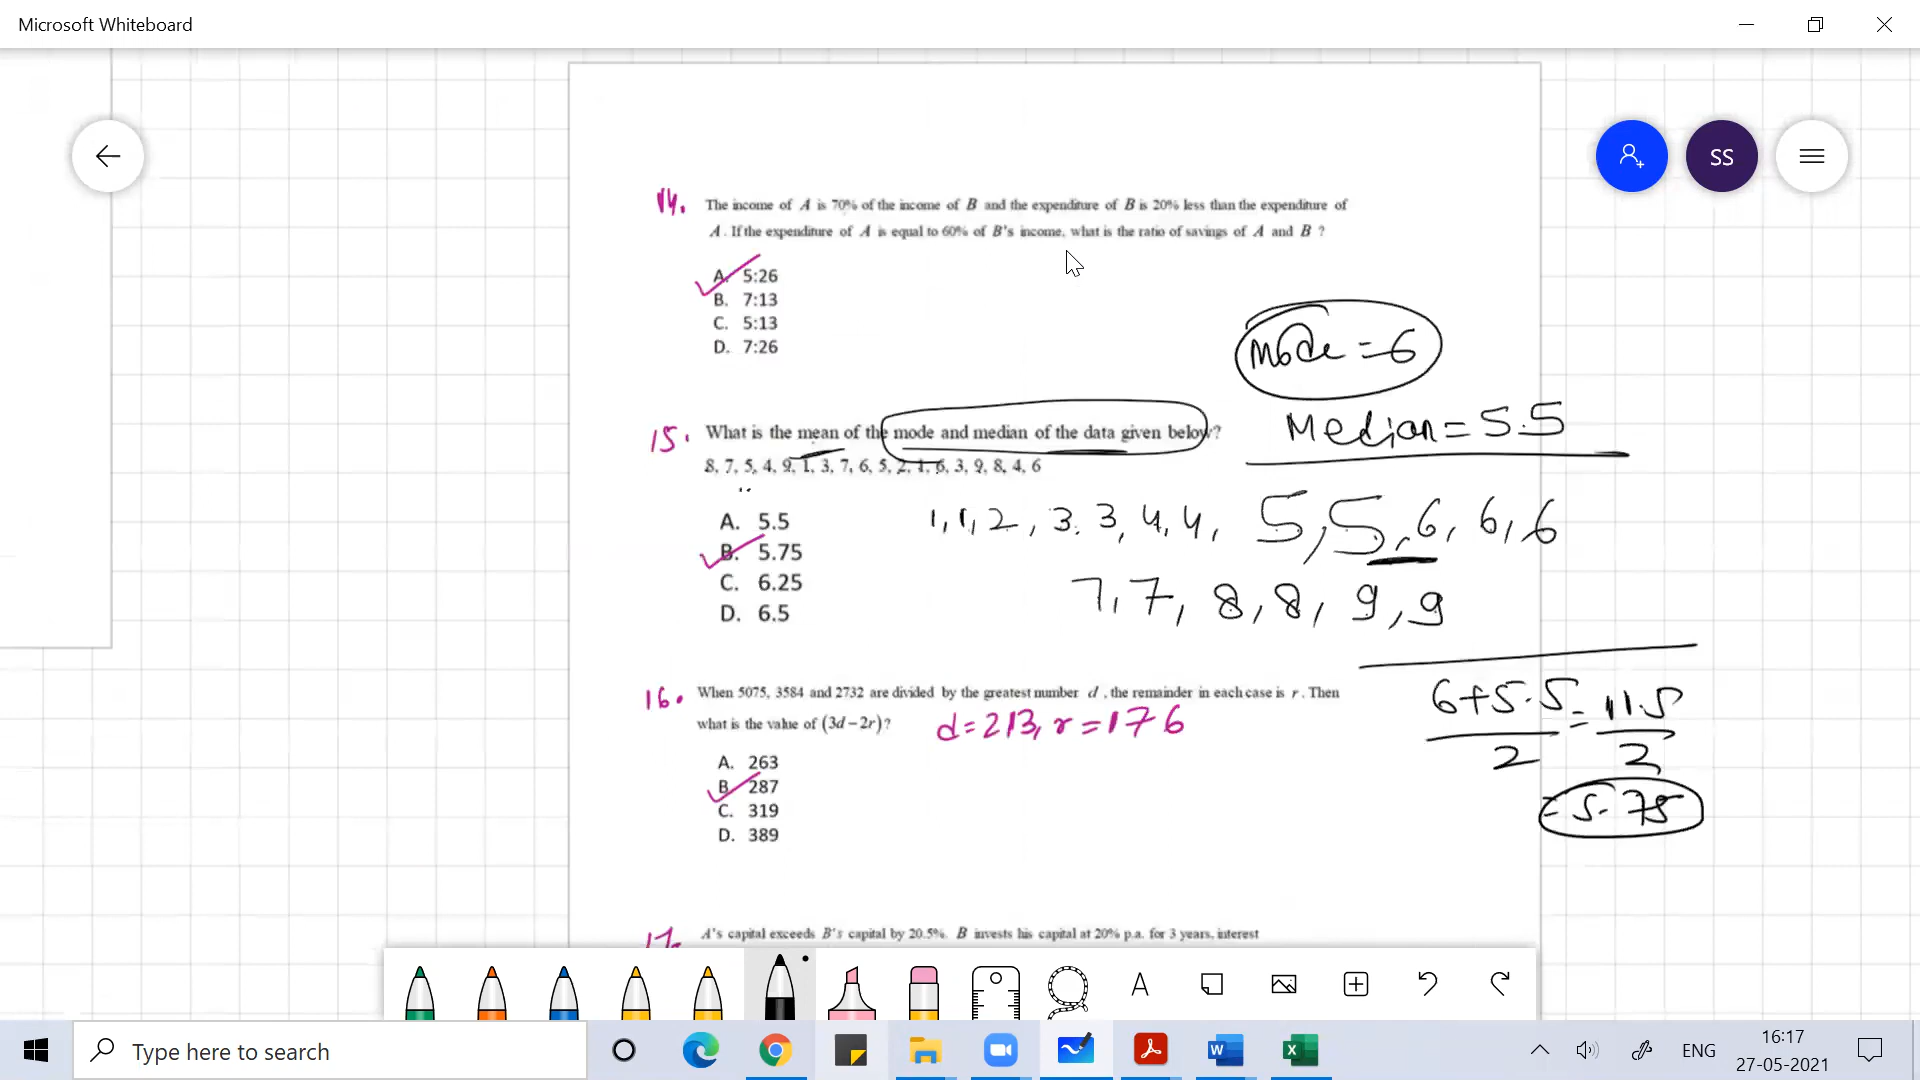 Microsoft Whiteboard
SS
14. The income of A is 70% of the income of B and the expenditure of B is 20% less than the expenditure of
A. If the expenditure of A is equal to 60% of B's income, what is the ratio of savings of A and B ?
A. 5:26
B. 7:13
C. 5:13
D. 7:26
mode = 6
Median = 5.5
15. What is the mean of the mode and median of the data given below?
8, 7, 5, 4, 9, 1, 3, 7, 6, 5, 2, 1, 6, 3, 9, 8, 4, 6
A. 5.5
B. 5.75
C. 6.25
D. 6.5
1, 1, 2, 3. 3, 4, 4, 5, 5, 6, 6, 6
7, 7, 8, 8, 9, 9
6+5.5 = 11.5
2 2
= 5.75
16. When 5075, 3584 and 2732 are divided by the greatest number d , the remainder in each case is r . Then
what is the value of (3d – 2r)?
d = 213, r = 176
A. 263
B. 287
C. 319
D. 389
17. A's capital exceeds B's capital by 20.5%. B invests his capital at 20% p.a. for 3 years, interest
A
Type here to search
ENG
16:17
27-05-2021